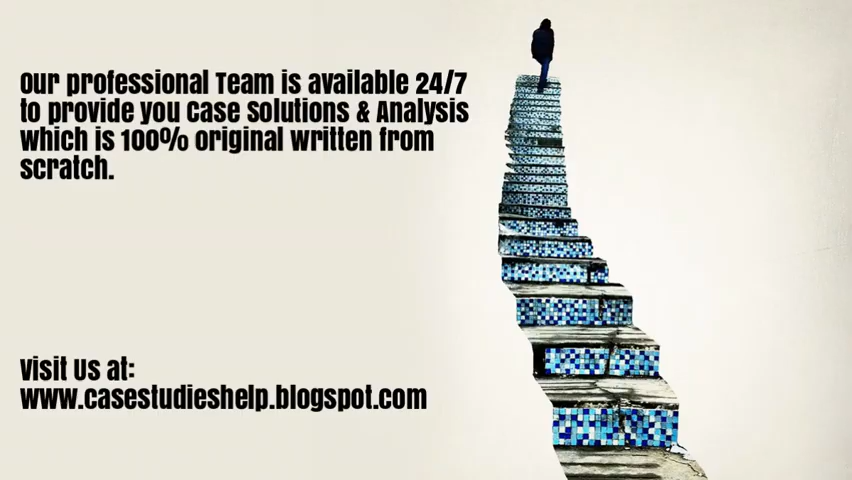 Our professional Team is available 24/7
to provide you Case Solutions & Analysis
which is 100% original written from
scratch.
Visit Us at:
www.casestudieshelp.blogspot.com